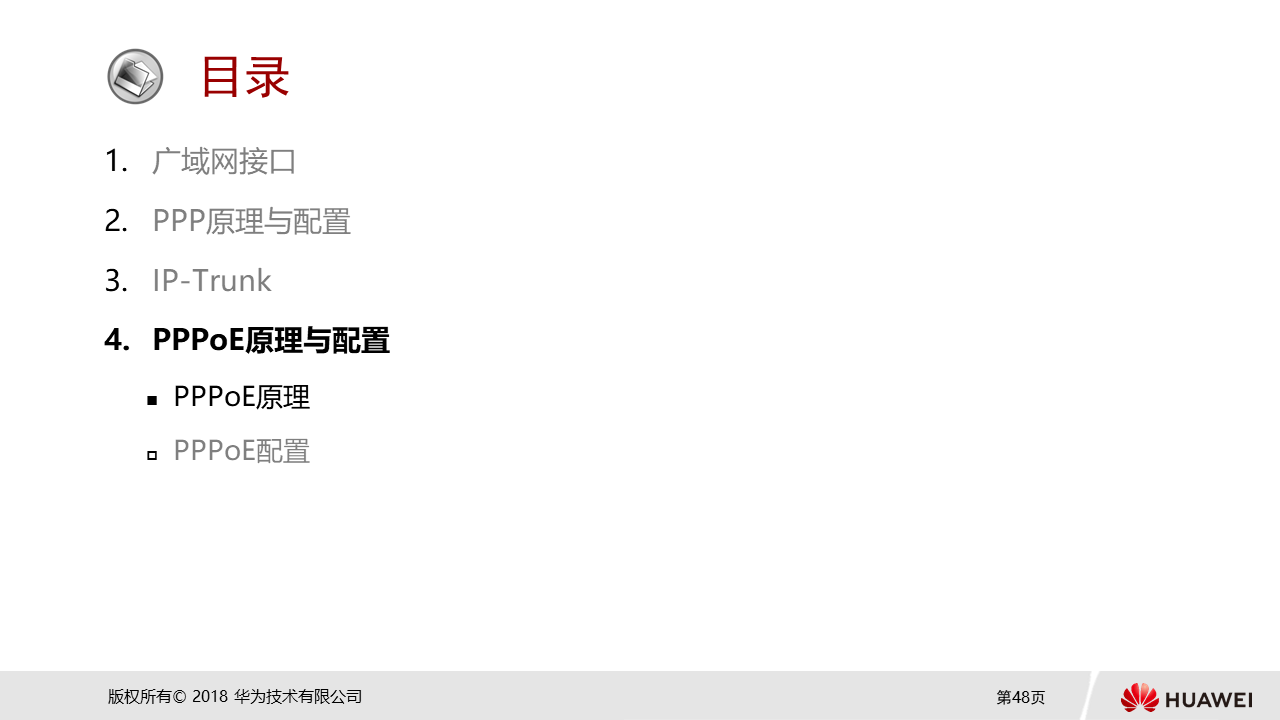 目录
1. 广域网接口
2. PPP原理与配置
3. IP-Trunk
4. PPPoE原理与配置
PPPoE原理
PPPoE配置
版权所有© 2018 华为技术有限公司
第48页
HUAWEI